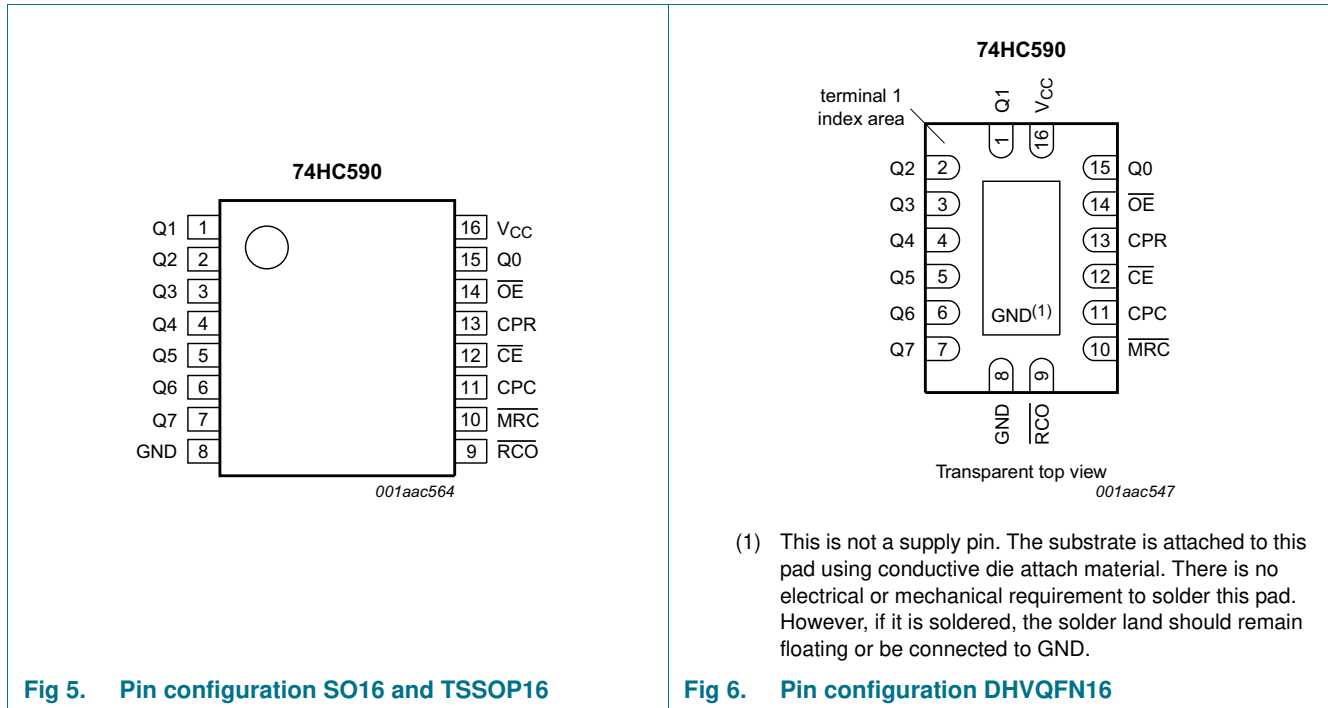 74HC590
Q1 1
Q2 2
Q3 3
Q4 4
Q5 5
Q6 6
Q7 7
GND 8
16 VCC
15 Q0
14 OE
13 CPR
12 CE
11 CPC
10 MRC
9 RCO
001aac564
Fig 5. Pin configuration SO16 and TSSOP16
74HC590
terminal 1
index area
Q1
VCC
1
16
Q2 2
Q3 3
Q4 4
Q5 5
Q6 6
Q7 7
15 Q0
14 OE
13 CPR
12 CE
11 CPC
10 MRC
GND(1)
8
9
GND
RCO
Transparent top view
001aac547
(1) This is not a supply pin. The substrate is attached to this
pad using conductive die attach material. There is no
electrical or mechanical requirement to solder this pad.
However, if it is soldered, the solder land should remain
floating or be connected to GND.
Fig 6. Pin configuration DHVQFN16